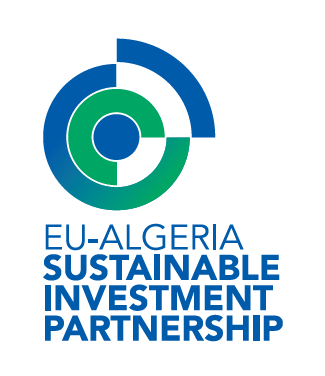 EU-ALGERIA
SUSTAINABLE
INVESTMENT
PARTNERSHIP